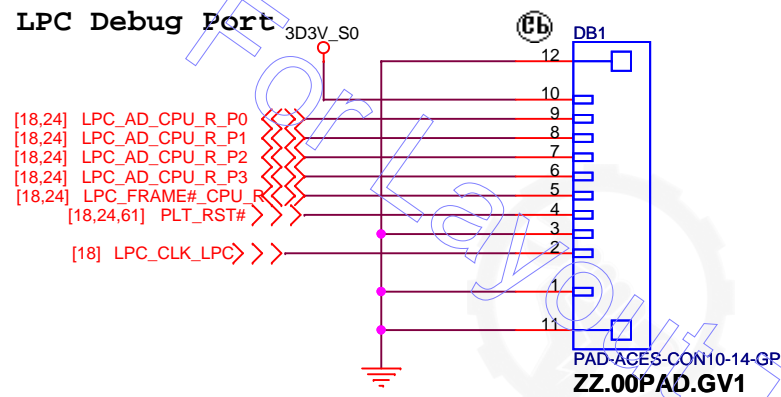 LPC Debug Port
3D3V_S0
Cb
DB1
12
10
[18,24] LPC_AD_CPU_R_P0
9
[18,24] LPC_AD_CPU_R_P1
8
[18,24] LPC_AD_CPU_R_P2
7
[18,24] LPC_AD_CPU_R_P3
6
[18,24] LPC_FRAME#_CPU_R
5
[18,24,61] PLT_RST#
4
3
[18] LPC_CLK_LPC
2
1
11
PAD-ACES-CON10-14-GP
ZZ.00PAD.GV1
For Layout